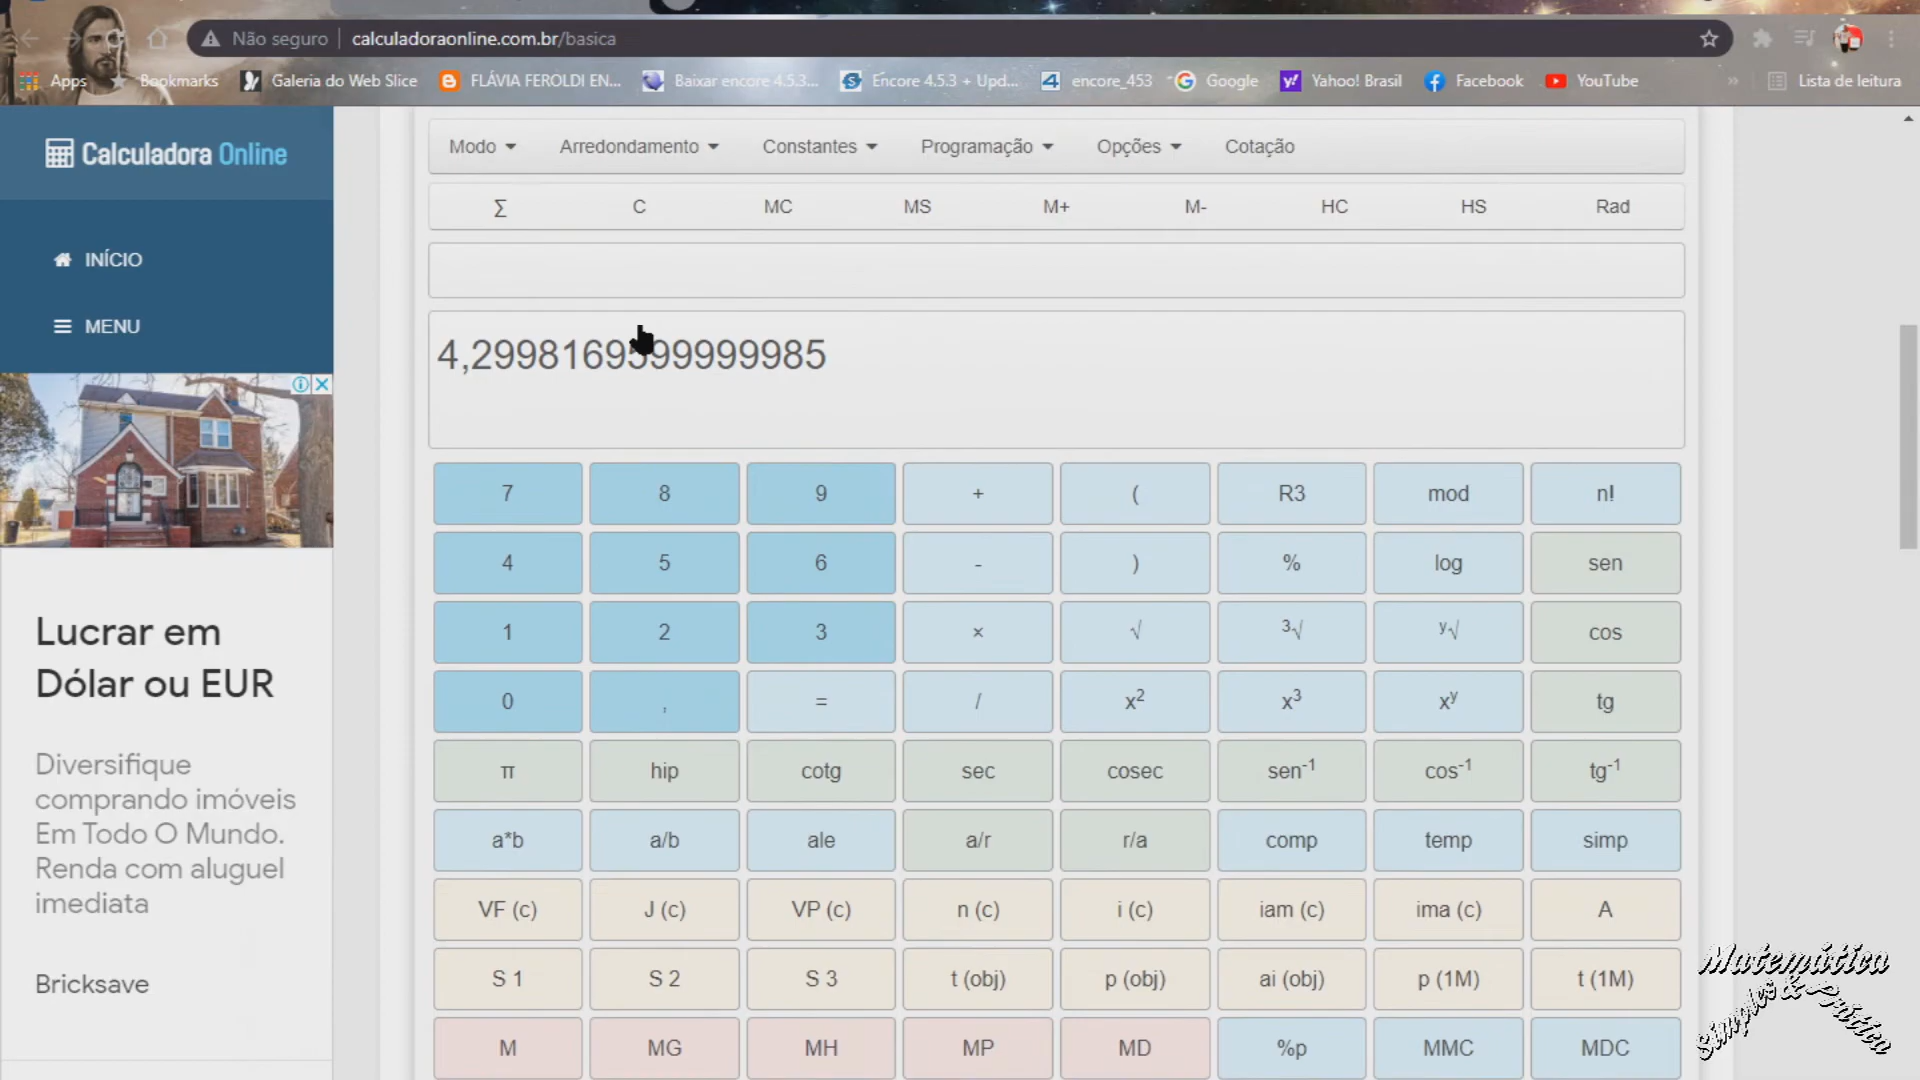 Não seguro calculadoraonline.com.br/basica
Apps Bookmarks Galeria do Web Slice FLÁVIA FEROLDI EN... Baixar encore 4.5.3... Encore 4.5.3 + Upd... encore_453 Google Yahoo! Brasil Facebook YouTube » Lista de leitura
Calculadora Online
INÍCIO
MENU
Lucrar em
Dólar ou EUR
Diversifique
comprando imóveis
Em Todo O Mundo.
Renda com aluguel
imediata
Bricksave
Modo Arredondamento Constantes Programação Opções Cotação
∑ C MC MS M+ M- HC HS Rad
4,2998169599999985
7 8 9 + ( R3 mod n!
4 5 6 - ) % log sen
1 2 3 × √ ³√ ʸ√ cos
0 , = / x² x³ xʸ tg
π hip cotg sec cosec sen⁻¹ cos⁻¹ tg⁻¹
a*b a/b ale a/r r/a comp temp simp
VF (c) J (c) VP (c) n (c) i (c) iam (c) ima (c) A
S 1 S 2 S 3 t (obj) p (obj) ai (obj) p (1M) t (1M)
M MG MH MP MD %p MMC MDC
Matemática
Simples & Prática